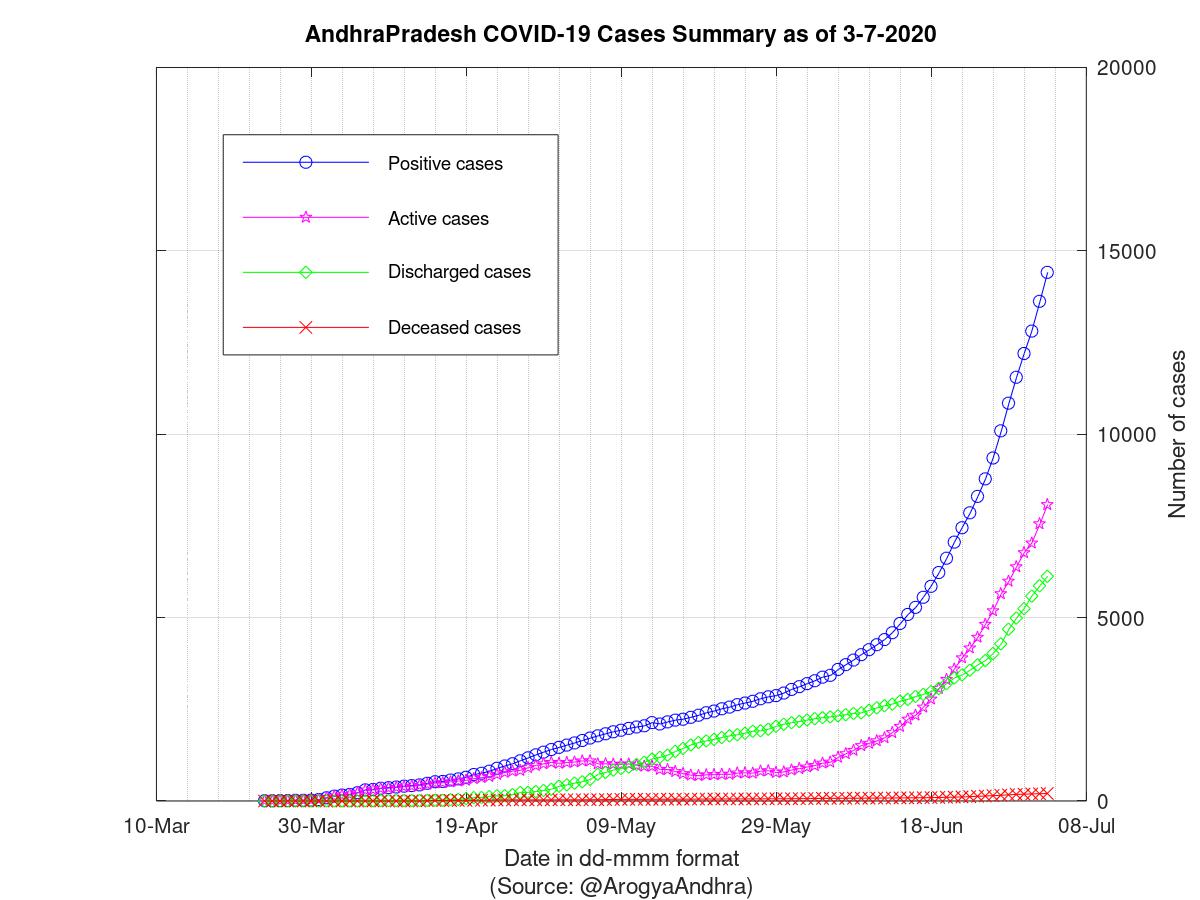 AndhraPradesh COVID-19 Cases Summary as of 3-7-2020
20000
Positive cases
Active cases
15000
Discharged cases
Deceased cases
Number of cases
10000
5000
0
10-Mar 30-Mar 19-Apr 09-May 29-May 18-Jun 08-Jul
Date in dd-mmm format
(Source: @ArogyaAndhra)